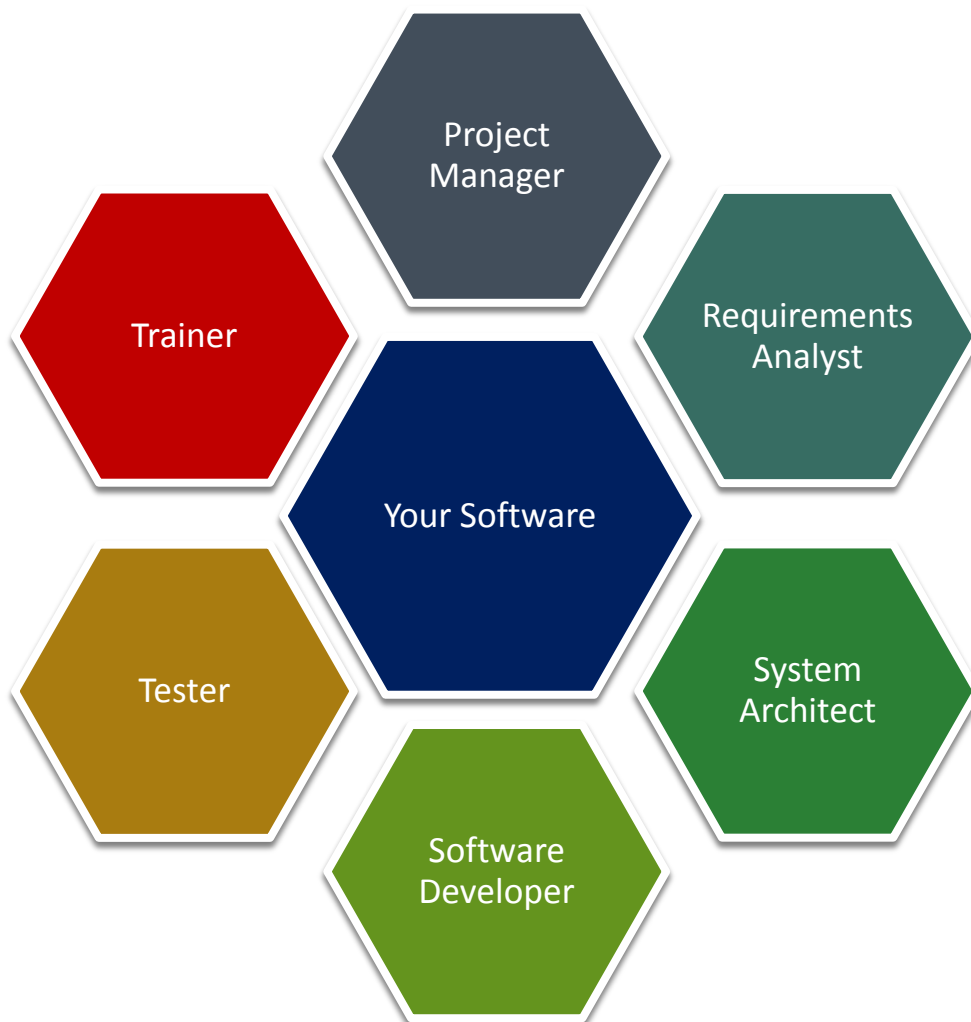 Project
Manager
Requirements
Analyst
Trainer
Your Software
System
Architect
Tester
Software
Developer